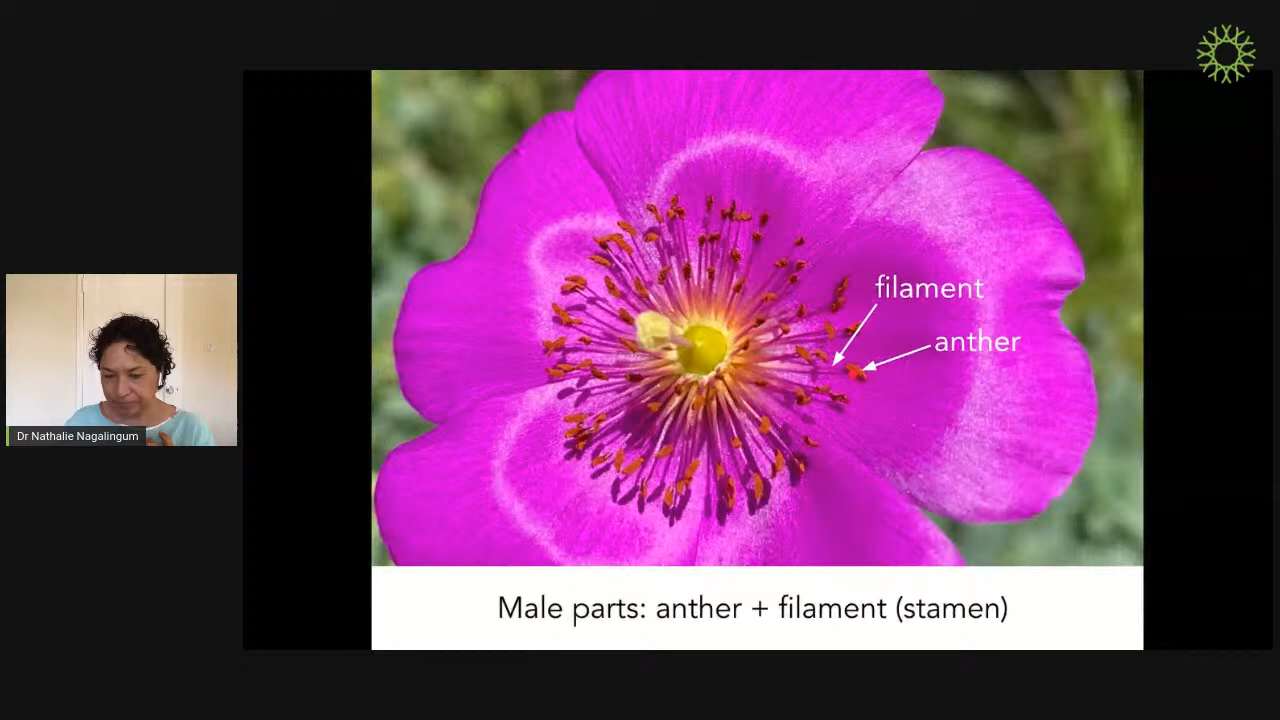 filament
anther
Dr Nathalie Nagalingum
Male parts: anther + filament (stamen)